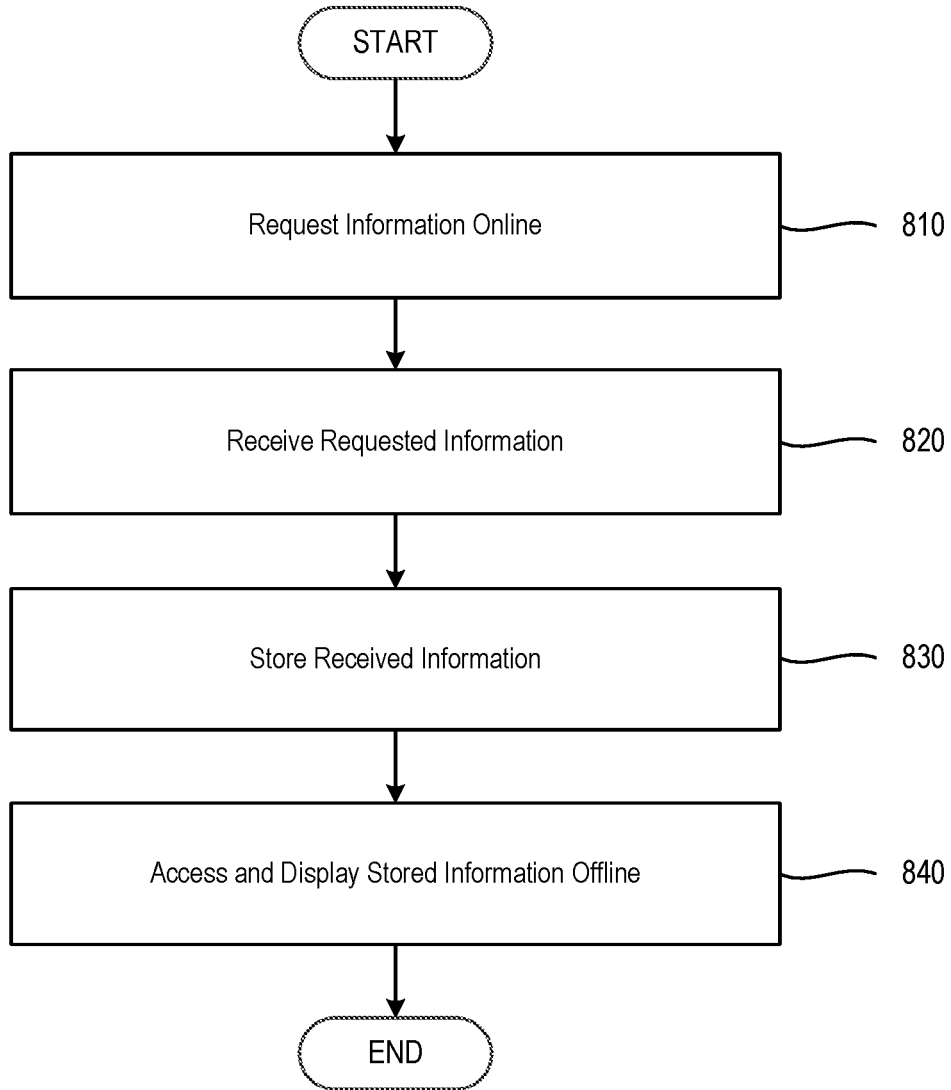 START
Request Information Online
810
Receive Requested Information
820
Store Received Information
830
Access and Display Stored Information Offline
840
END